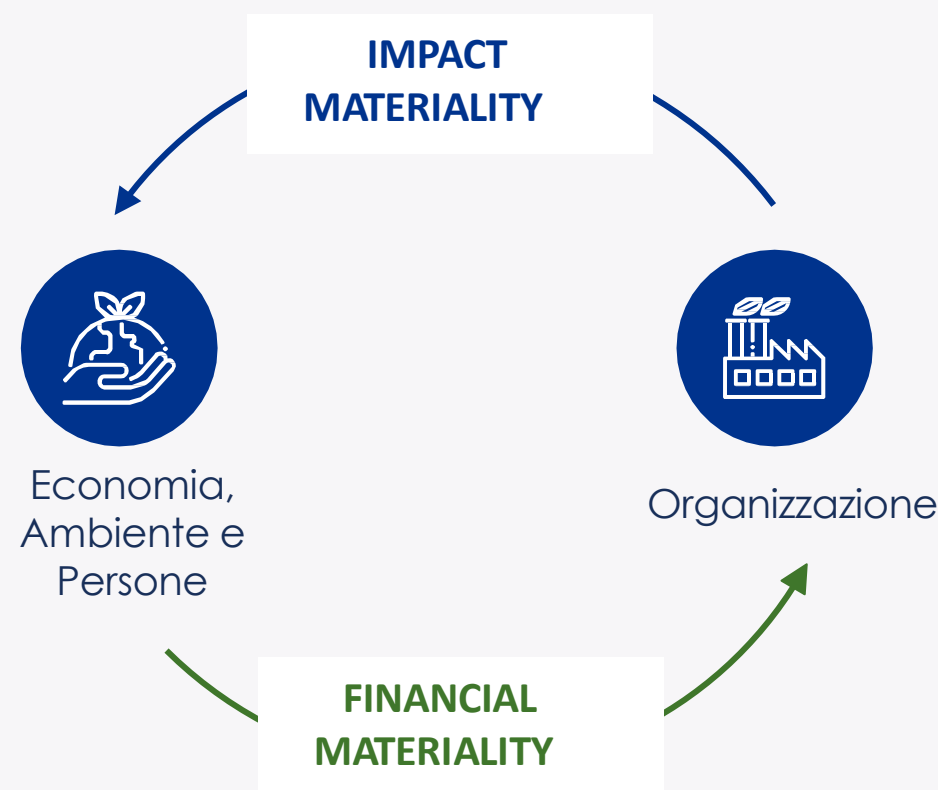 IMPACT
MATERIALITY
Economia,
Ambiente e
Persone
Organizzazione
FINANCIAL
MATERIALITY